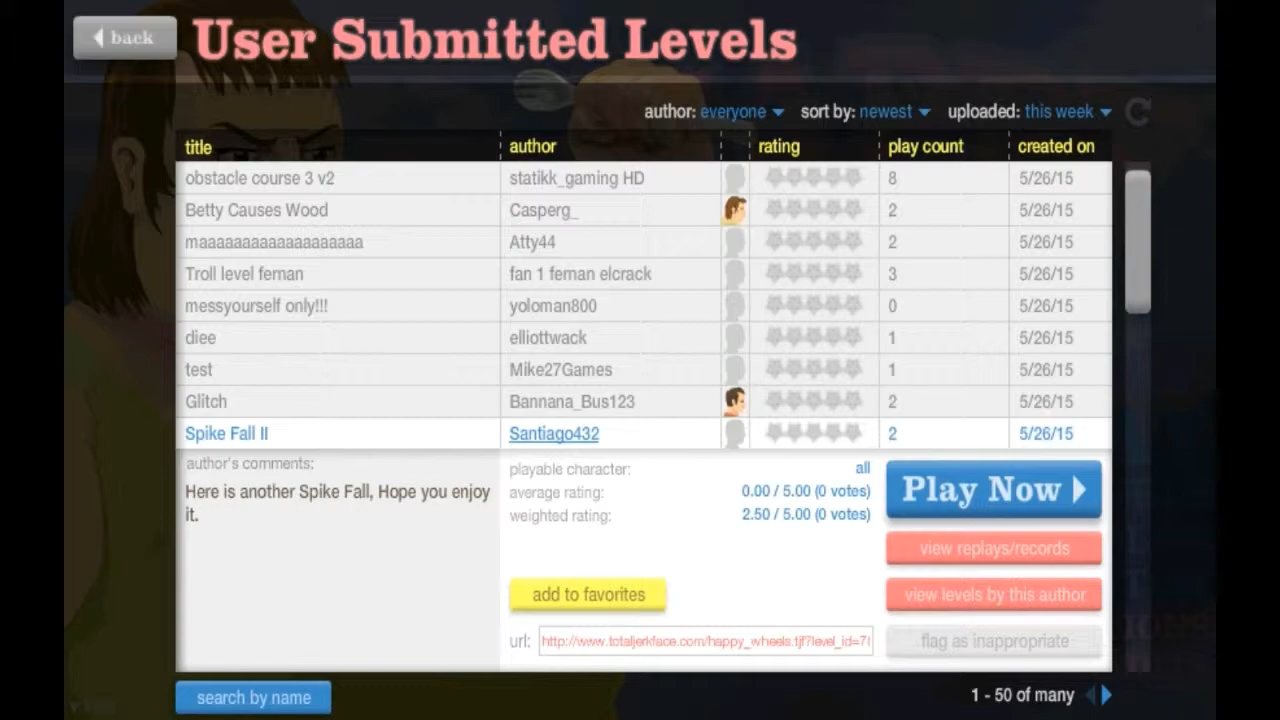 back
User Submitted Levels
author: everyone sort by: newest uploaded: this week
title author rating play count created on
obstacle course 3 v2 statikk_gaming HD 8 5/26/15
Betty Causes Wood Casperg_ 2 5/26/15
maaaaaaaaaaaaaaaaaaa Atty44 2 5/26/15
Troll level fernan fan 1 fernan elcrack 3 5/26/15
messyourself only!!! yoloman800 0 5/26/15
diee elliottwack 1 5/26/15
test Mike27Games 1 5/26/15
Glitch Bannana_Bus123 2 5/26/15
Spike Fall II Santiago432 2 5/26/15
author's comments:
Here is another Spike Fall, Hope you enjoy
it.
playable character: all
average rating: 0.00 / 5.00 (0 votes)
weighted rating: 2.50 / 5.00 (0 votes)
Play Now
view replays/records
add to favorites
view levels by this author
url: http://www.totaljerkface.com/happy_wheels.tjf?level_id=7
flag as inappropriate
search by name
1 - 50 of many